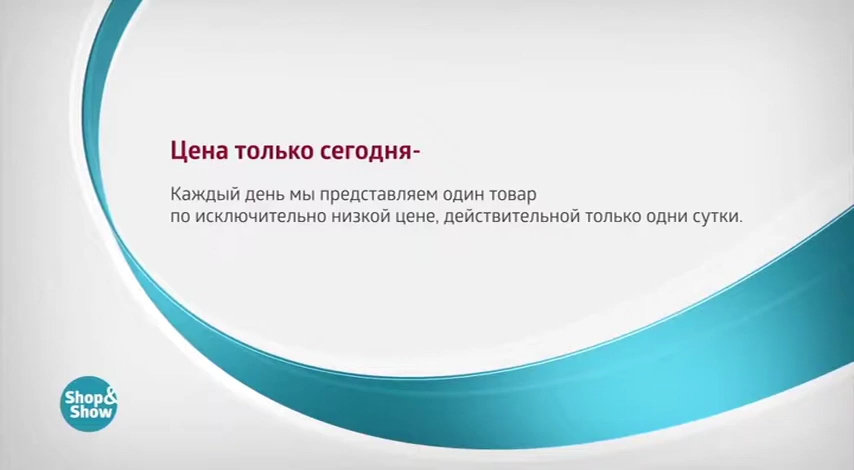 Цена только сегодня-
Каждый день мы представляем один товар
по исключительно низкой цене, действительной только одни сутки.
Shop&
Show